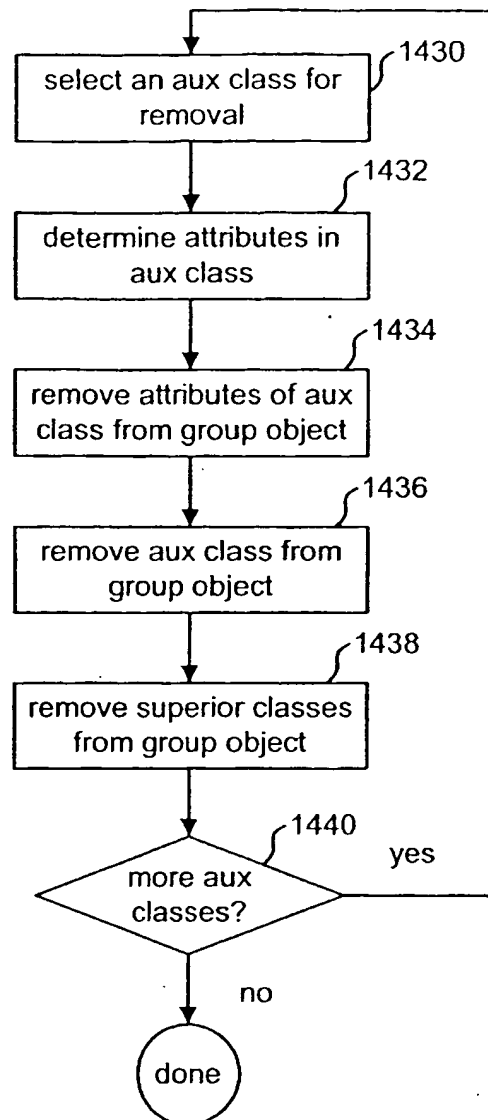 1430
select an aux class for
removal
1432
determine attributes in
aux class
1434
remove attributes of aux
class from group object
1436
remove aux class from
group object
1438
remove superior classes
from group object
1440
more aux
classes?
yes
no
done